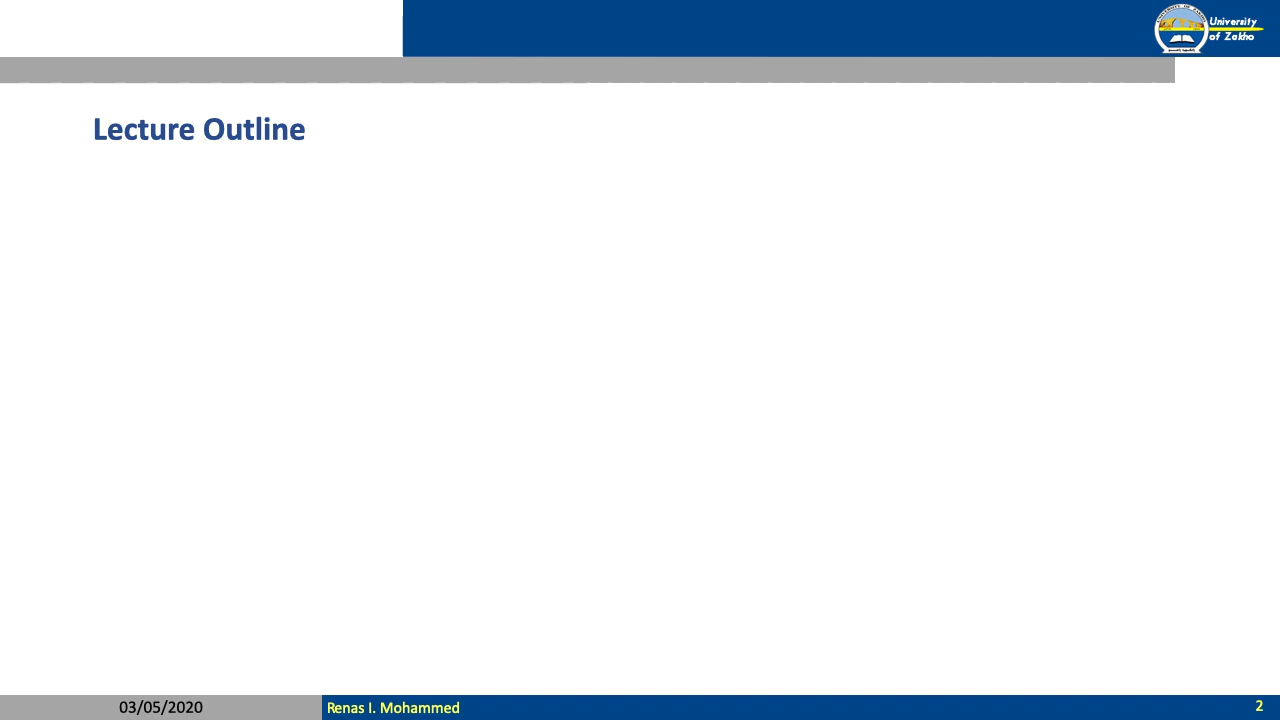 University
of Zakho
Lecture Outline
03/05/2020
Renas I. Mohammed
2